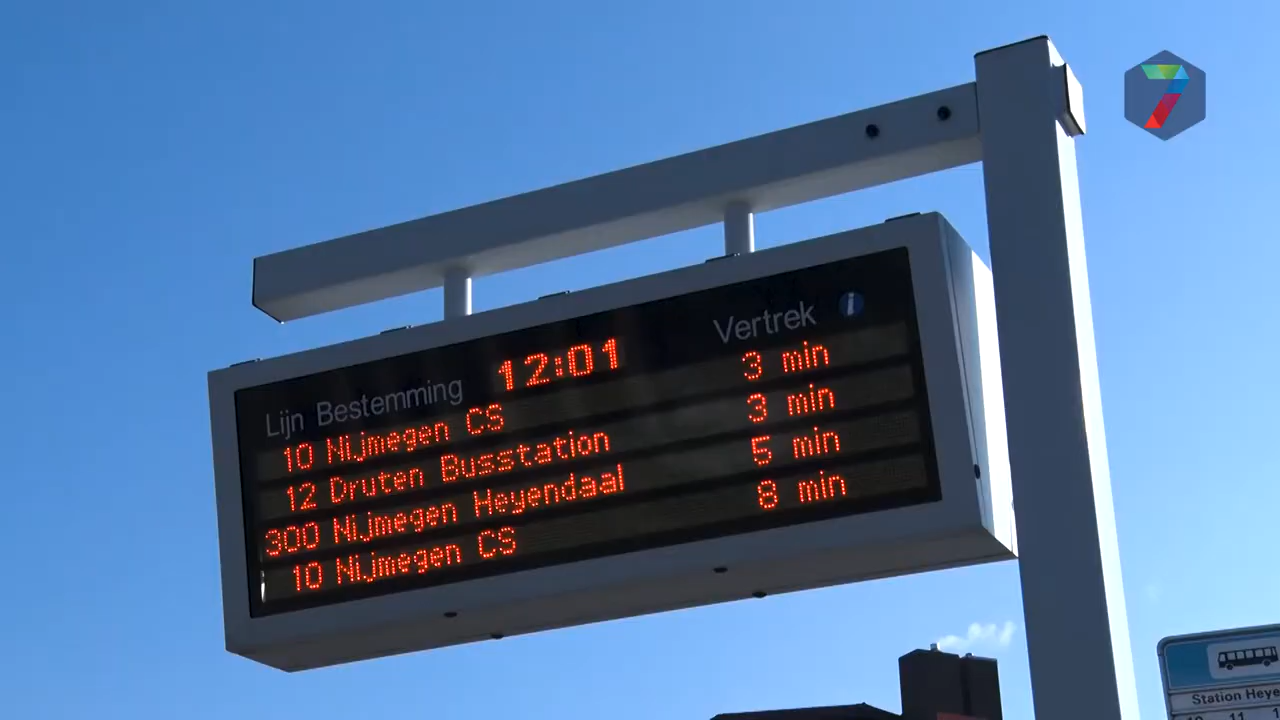 7
12:01
Lijn Bestemming Vertrek i
10 Nijmegen CS 3 min
12 Druten Busstation 3 min
300 Nijmegen Heyendaal 5 min
10 Nijmegen CS 8 min
Station Heye